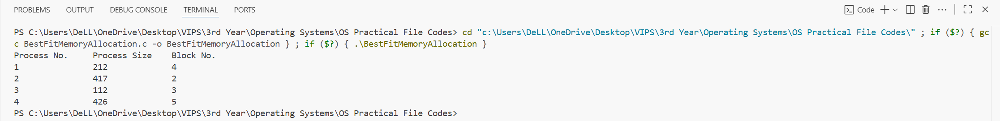 PROBLEMS OUTPUT DEBUG CONSOLE TERMINAL PORTS Code
PS C:\Users\DeLL\OneDrive\Desktop\VIPS\3rd Year\Operating Systems\OS Practical File Codes> cd "c:\Users\DeLL\OneDrive\Desktop\VIPS\3rd Year\Operating Systems\OS Practical File Codes\" ; if ($?) { gc
c BestFitMemoryAllocation.c -o BestFitMemoryAllocation } ; if ($?) { .\BestFitMemoryAllocation }
Process No. Process Size Block No.
1 212 4
2 417 2
3 112 3
4 426 5
PS C:\Users\DeLL\OneDrive\Desktop\VIPS\3rd Year\Operating Systems\OS Practical File Codes>